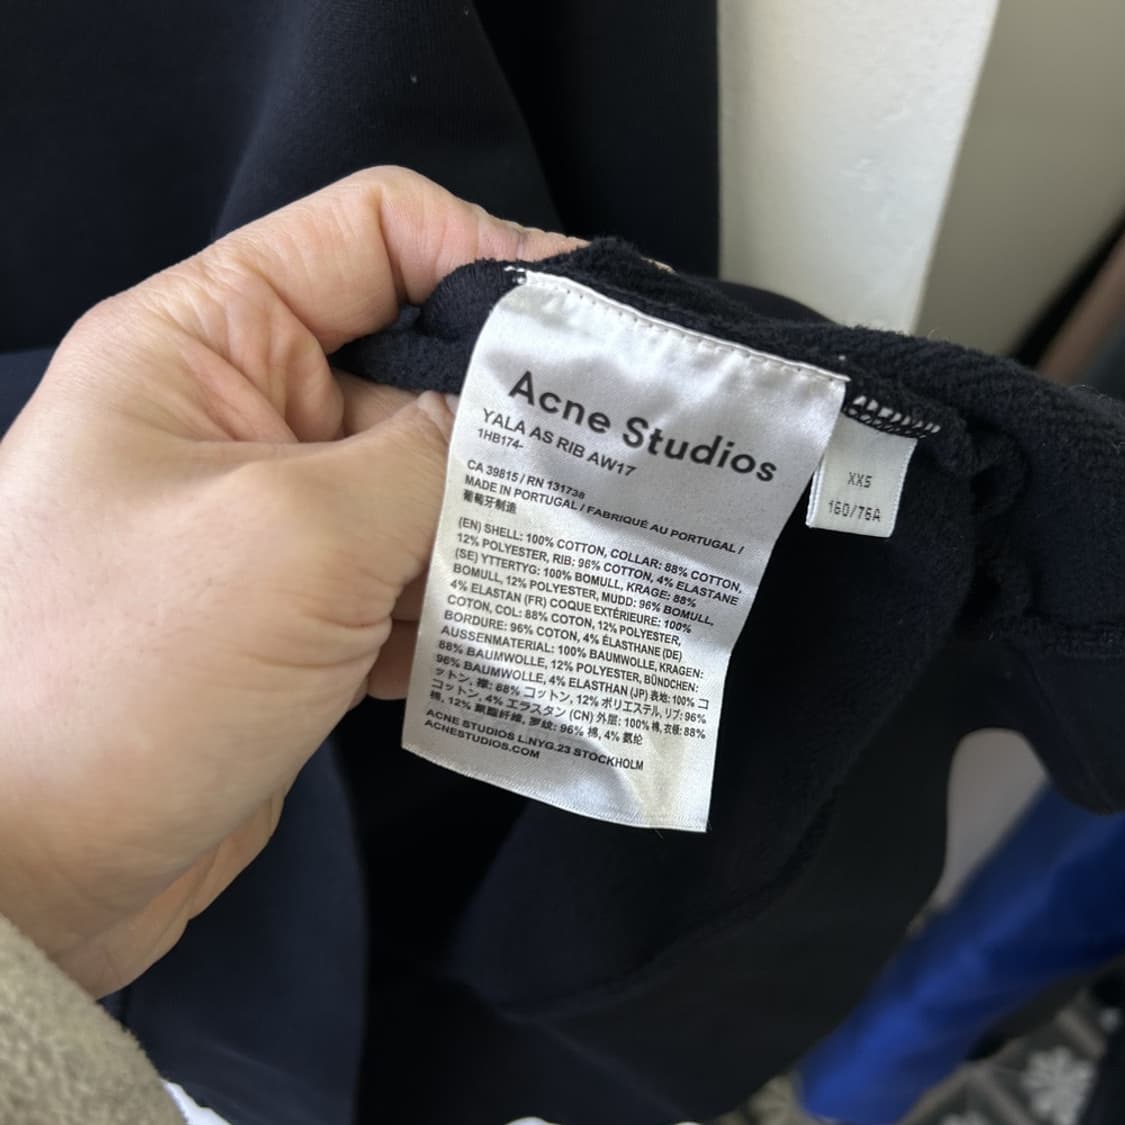 Acne Studios
YALA AS RIB AW17
1HB174-
CA 39815 / RN 131738
MADE IN PORTUGAL / FABRIQUÉ AU PORTUGAL /
葡萄牙制造
(EN) SHELL: 100% COTTON, COLLAR: 88% COTTON,
12% POLYESTER, RIB: 96% COTTON, 4% ELASTANE
(SE) YTTERTYG: 100% BOMULL, KRAGE: 88%
BOMULL, 12% POLYESTER, MUDD: 96% BOMULL,
4% ELASTAN (FR) COQUE EXTÉRIEURE: 100%
COTON, COL: 88% COTON, 12% POLYESTER,
BORDURE: 96% COTON, 4% ÉLASTHANE (DE)
AUSSENMATERIAL: 100% BAUMWOLLE, KRAGEN:
88% BAUMWOLLE, 12% POLYESTER, BÜNDCHEN:
96% BAUMWOLLE, 4% ELASTHAN (JP) 表地: 100% コ
ットン, 襟: 88% コットン, 12% ポリエステル, リブ: 96%
コットン, 4% エラスタン (CN) 外层: 100% 棉, 衣领: 88%
棉, 12% 聚酯纤维, 罗纹: 96% 棉, 4% 氨纶
ACNE STUDIOS L.NYG.23 STOCKHOLM
ACNESTUDIOS.COM
XXS
160/76A